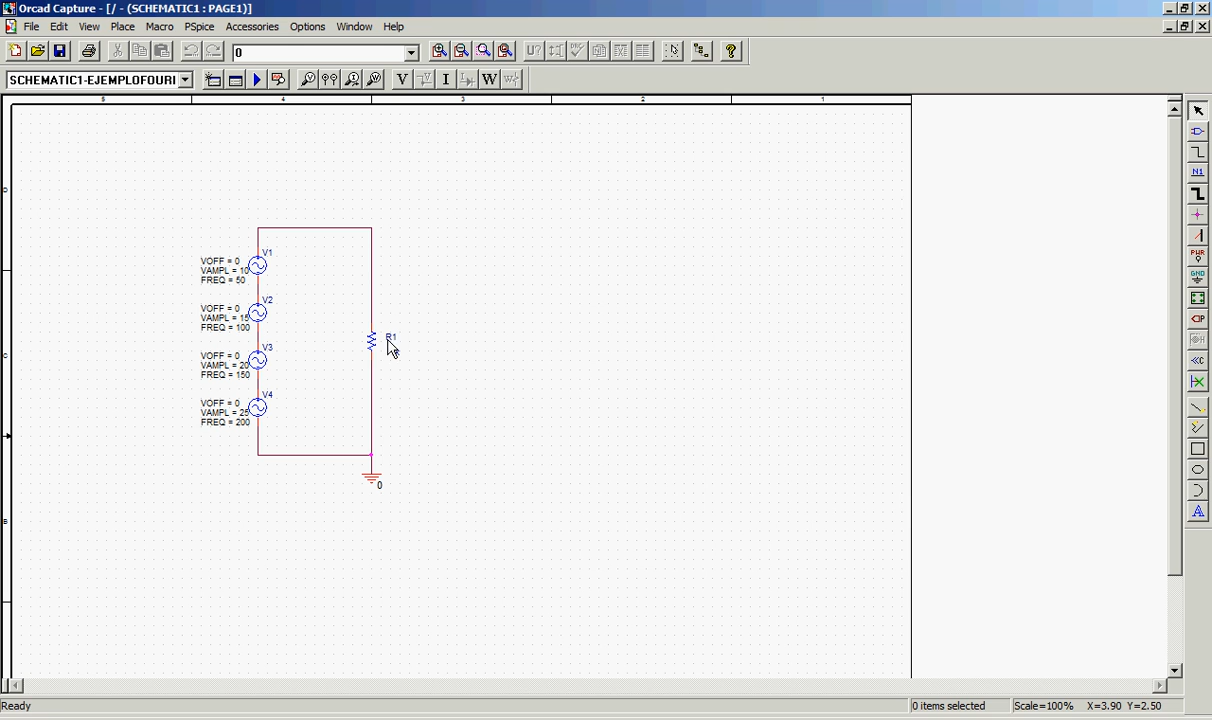 Orcad Capture - [/ - (SCHEMATIC1 : PAGE1)]
File Edit View Place Macro PSpice Accessories Options Window Help
0
U?
SCHEMATIC1-EJEMPLOFOURI
V I W
5 4 3 2 1
D
C
B
V1
VOFF = 0
VAMPL = 10
FREQ = 50
V2
VOFF = 0
VAMPL = 15
FREQ = 100
V3
VOFF = 0
VAMPL = 20
FREQ = 150
V4
VOFF = 0
VAMPL = 25
FREQ = 200
R1
0
N1
PWR
GND
Ready
0 items selected
Scale=100%
X=3.90 Y=2.50